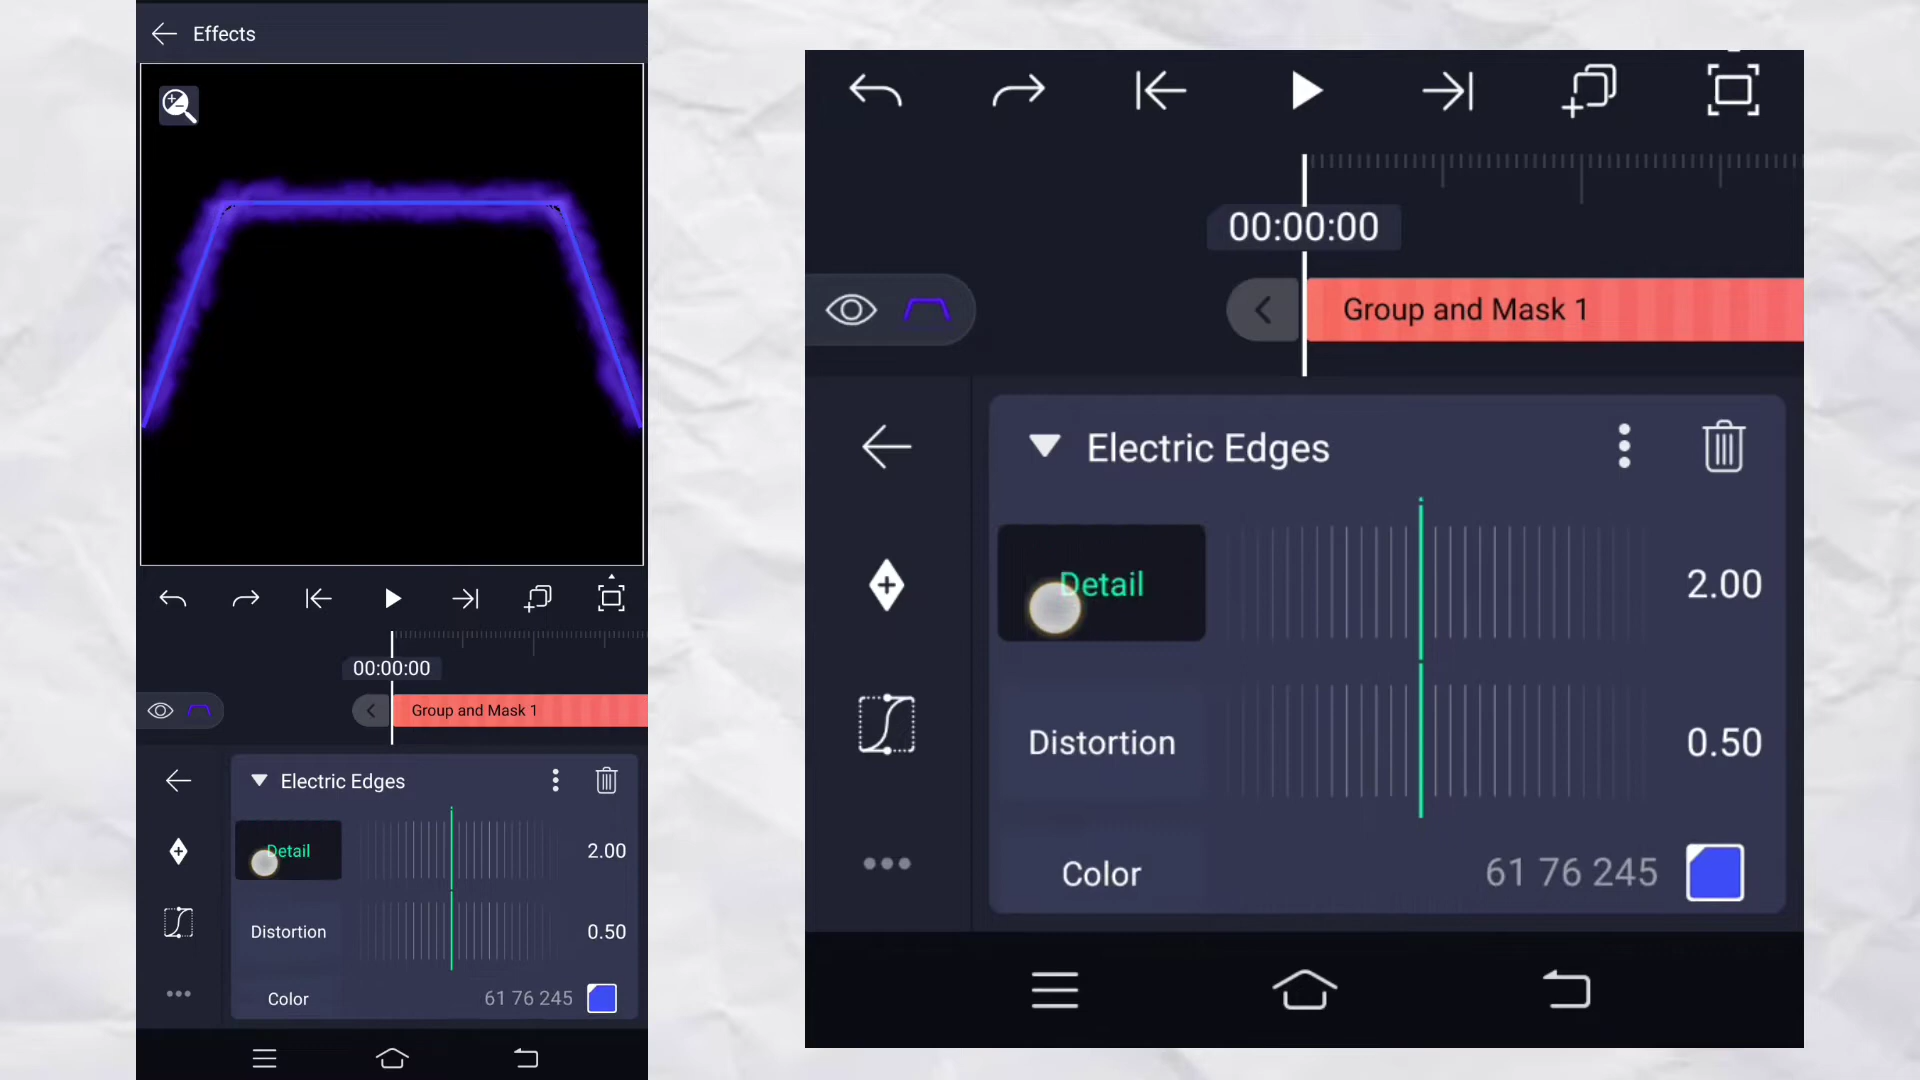 Effects
00:00:00
Group and Mask 1
Electric Edges
Detail
2.00
Distortion
0.50
Color
61 76 245
00:00:00
Group and Mask 1
Electric Edges
Detail
2.00
Distortion
0.50
Color
61 76 245